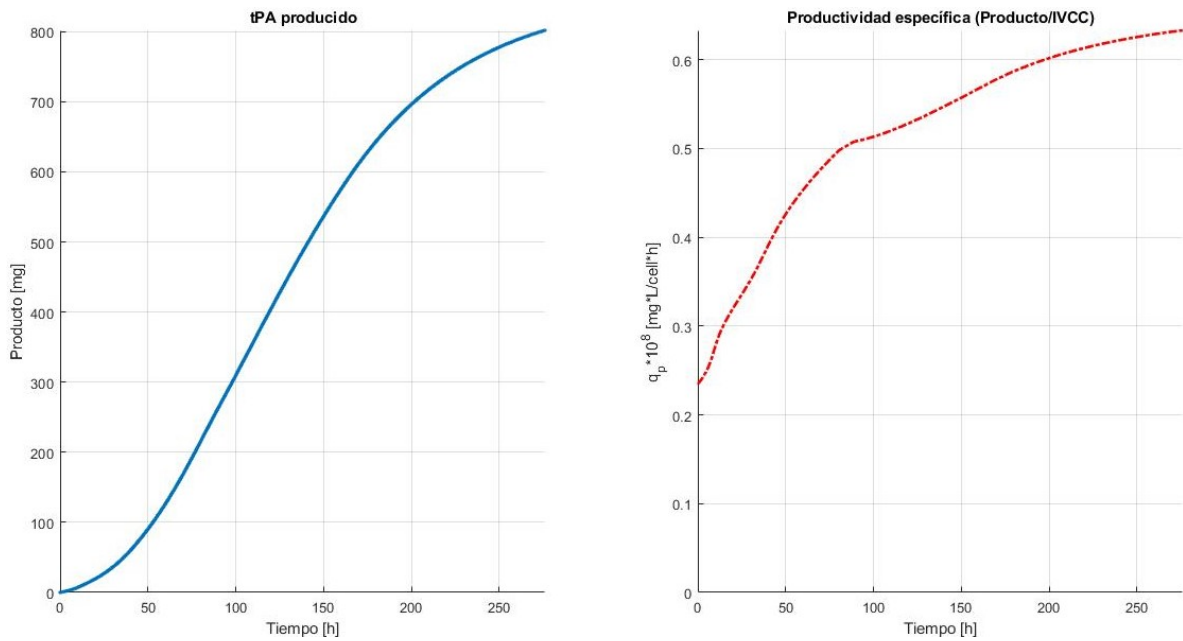 tPA producido
Producto [mg]
800
700
600
500
400
300
200
100
0
0 50 100 150 200 250
Tiempo [h]
Productividad específica (Producto/IVCC)
q_p*10^8 [mg*L/cell*h]
0.6
0.5
0.4
0.3
0.2
0.1
0
0 50 100 150 200 250
Tiempo [h]